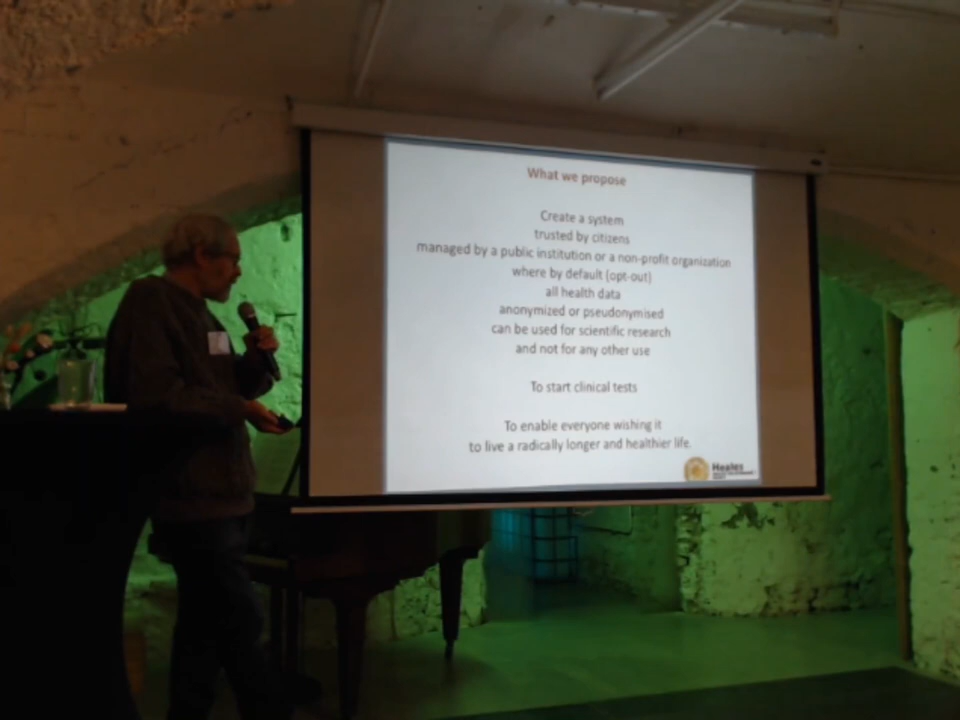 What we propose
Create a system
trusted by citizens
managed by a public institution or a non-profit organization
where by default (opt-out)
all health data
anonymized or pseudonymised
can be used for scientific research
and not for any other use
To start clinical tests
To enable everyone wishing it
to live a radically longer and healthier life.
Heales